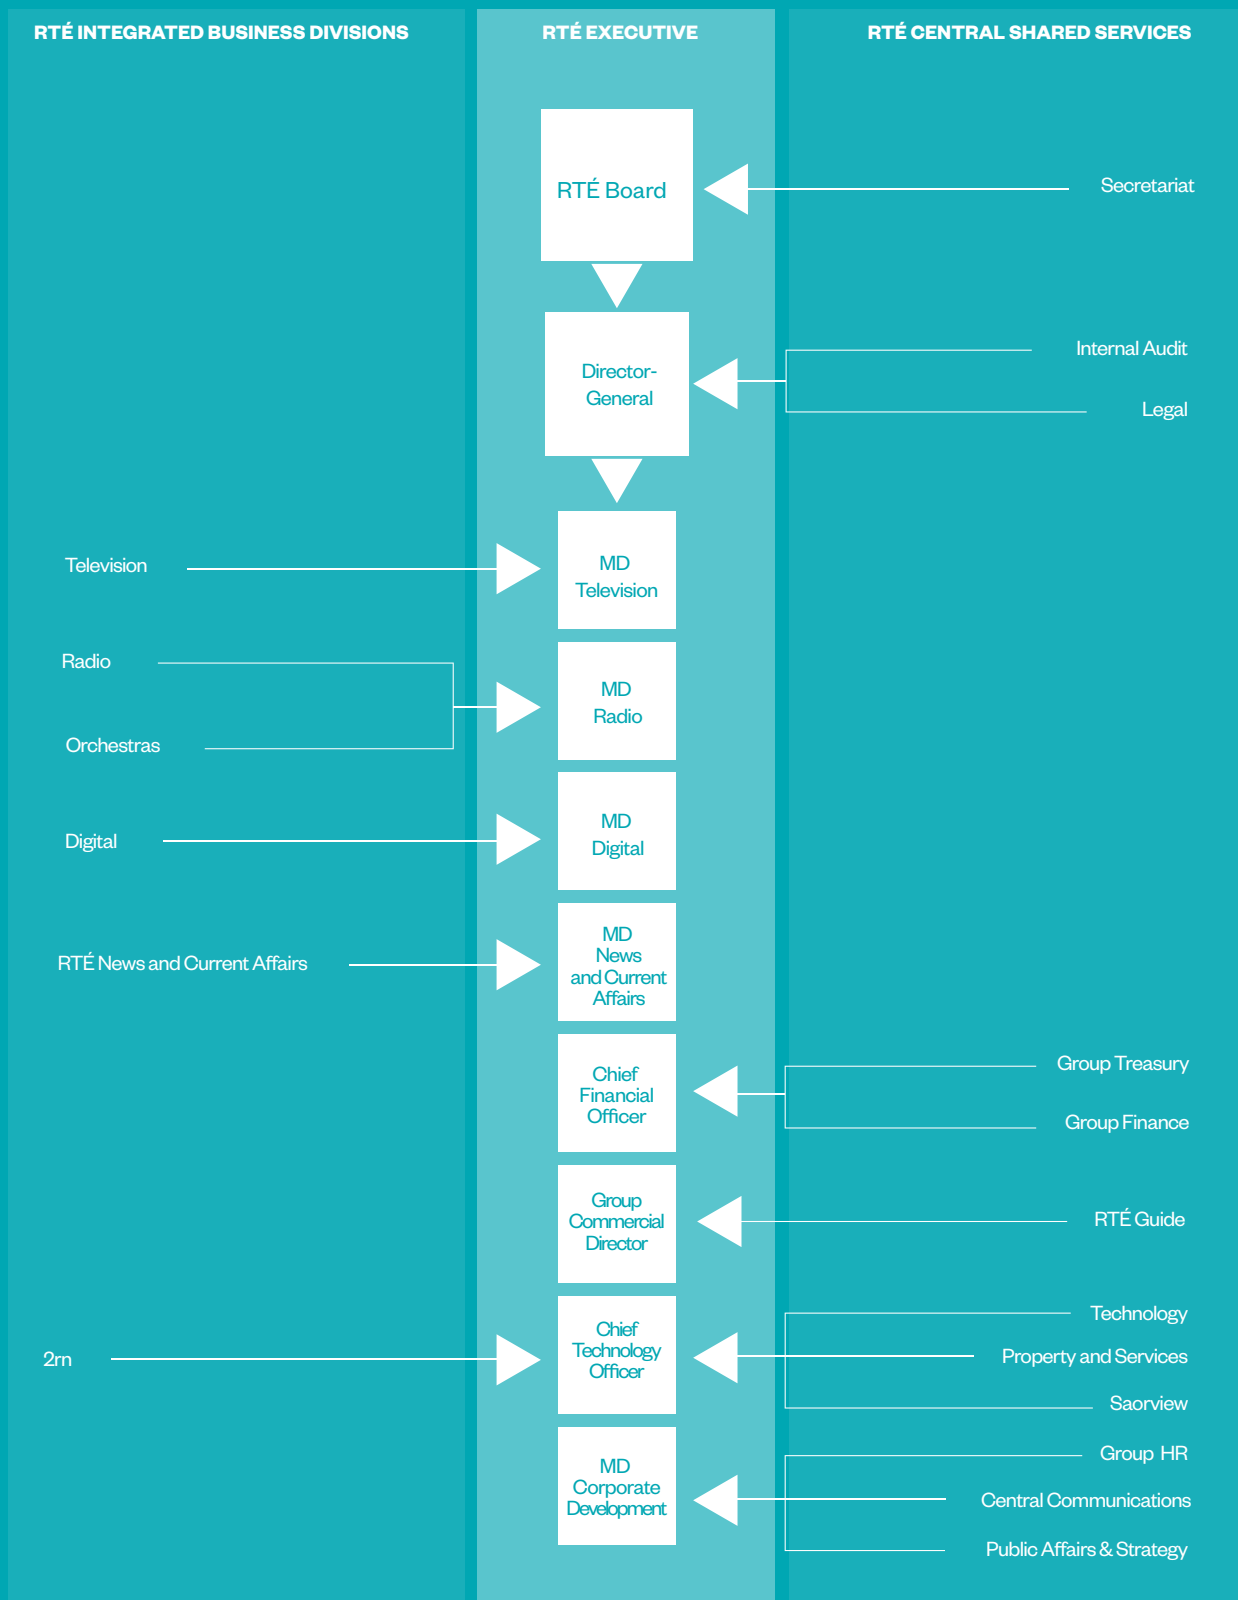 RTÉ INTEGRATED BUSINESS DIVISIONS
RTÉ EXECUTIVE
RTÉ CENTRAL SHARED SERVICES
RTÉ Board
Secretariat
Director-
General
Internal Audit
Legal
Television
MD
Television
Radio
Orchestras
MD
Radio
Digital
MD
Digital
RTÉ News and Current Affairs
MD
News
and Current
Affairs
Chief
Financial
Officer
Group Treasury
Group Finance
Group
Commercial
Director
RTÉ Guide
2rn
Chief
Technology
Officer
Technology
Property and Services
Saorview
MD
Corporate
Development
Group HR
Central Communications
Public Affairs & Strategy